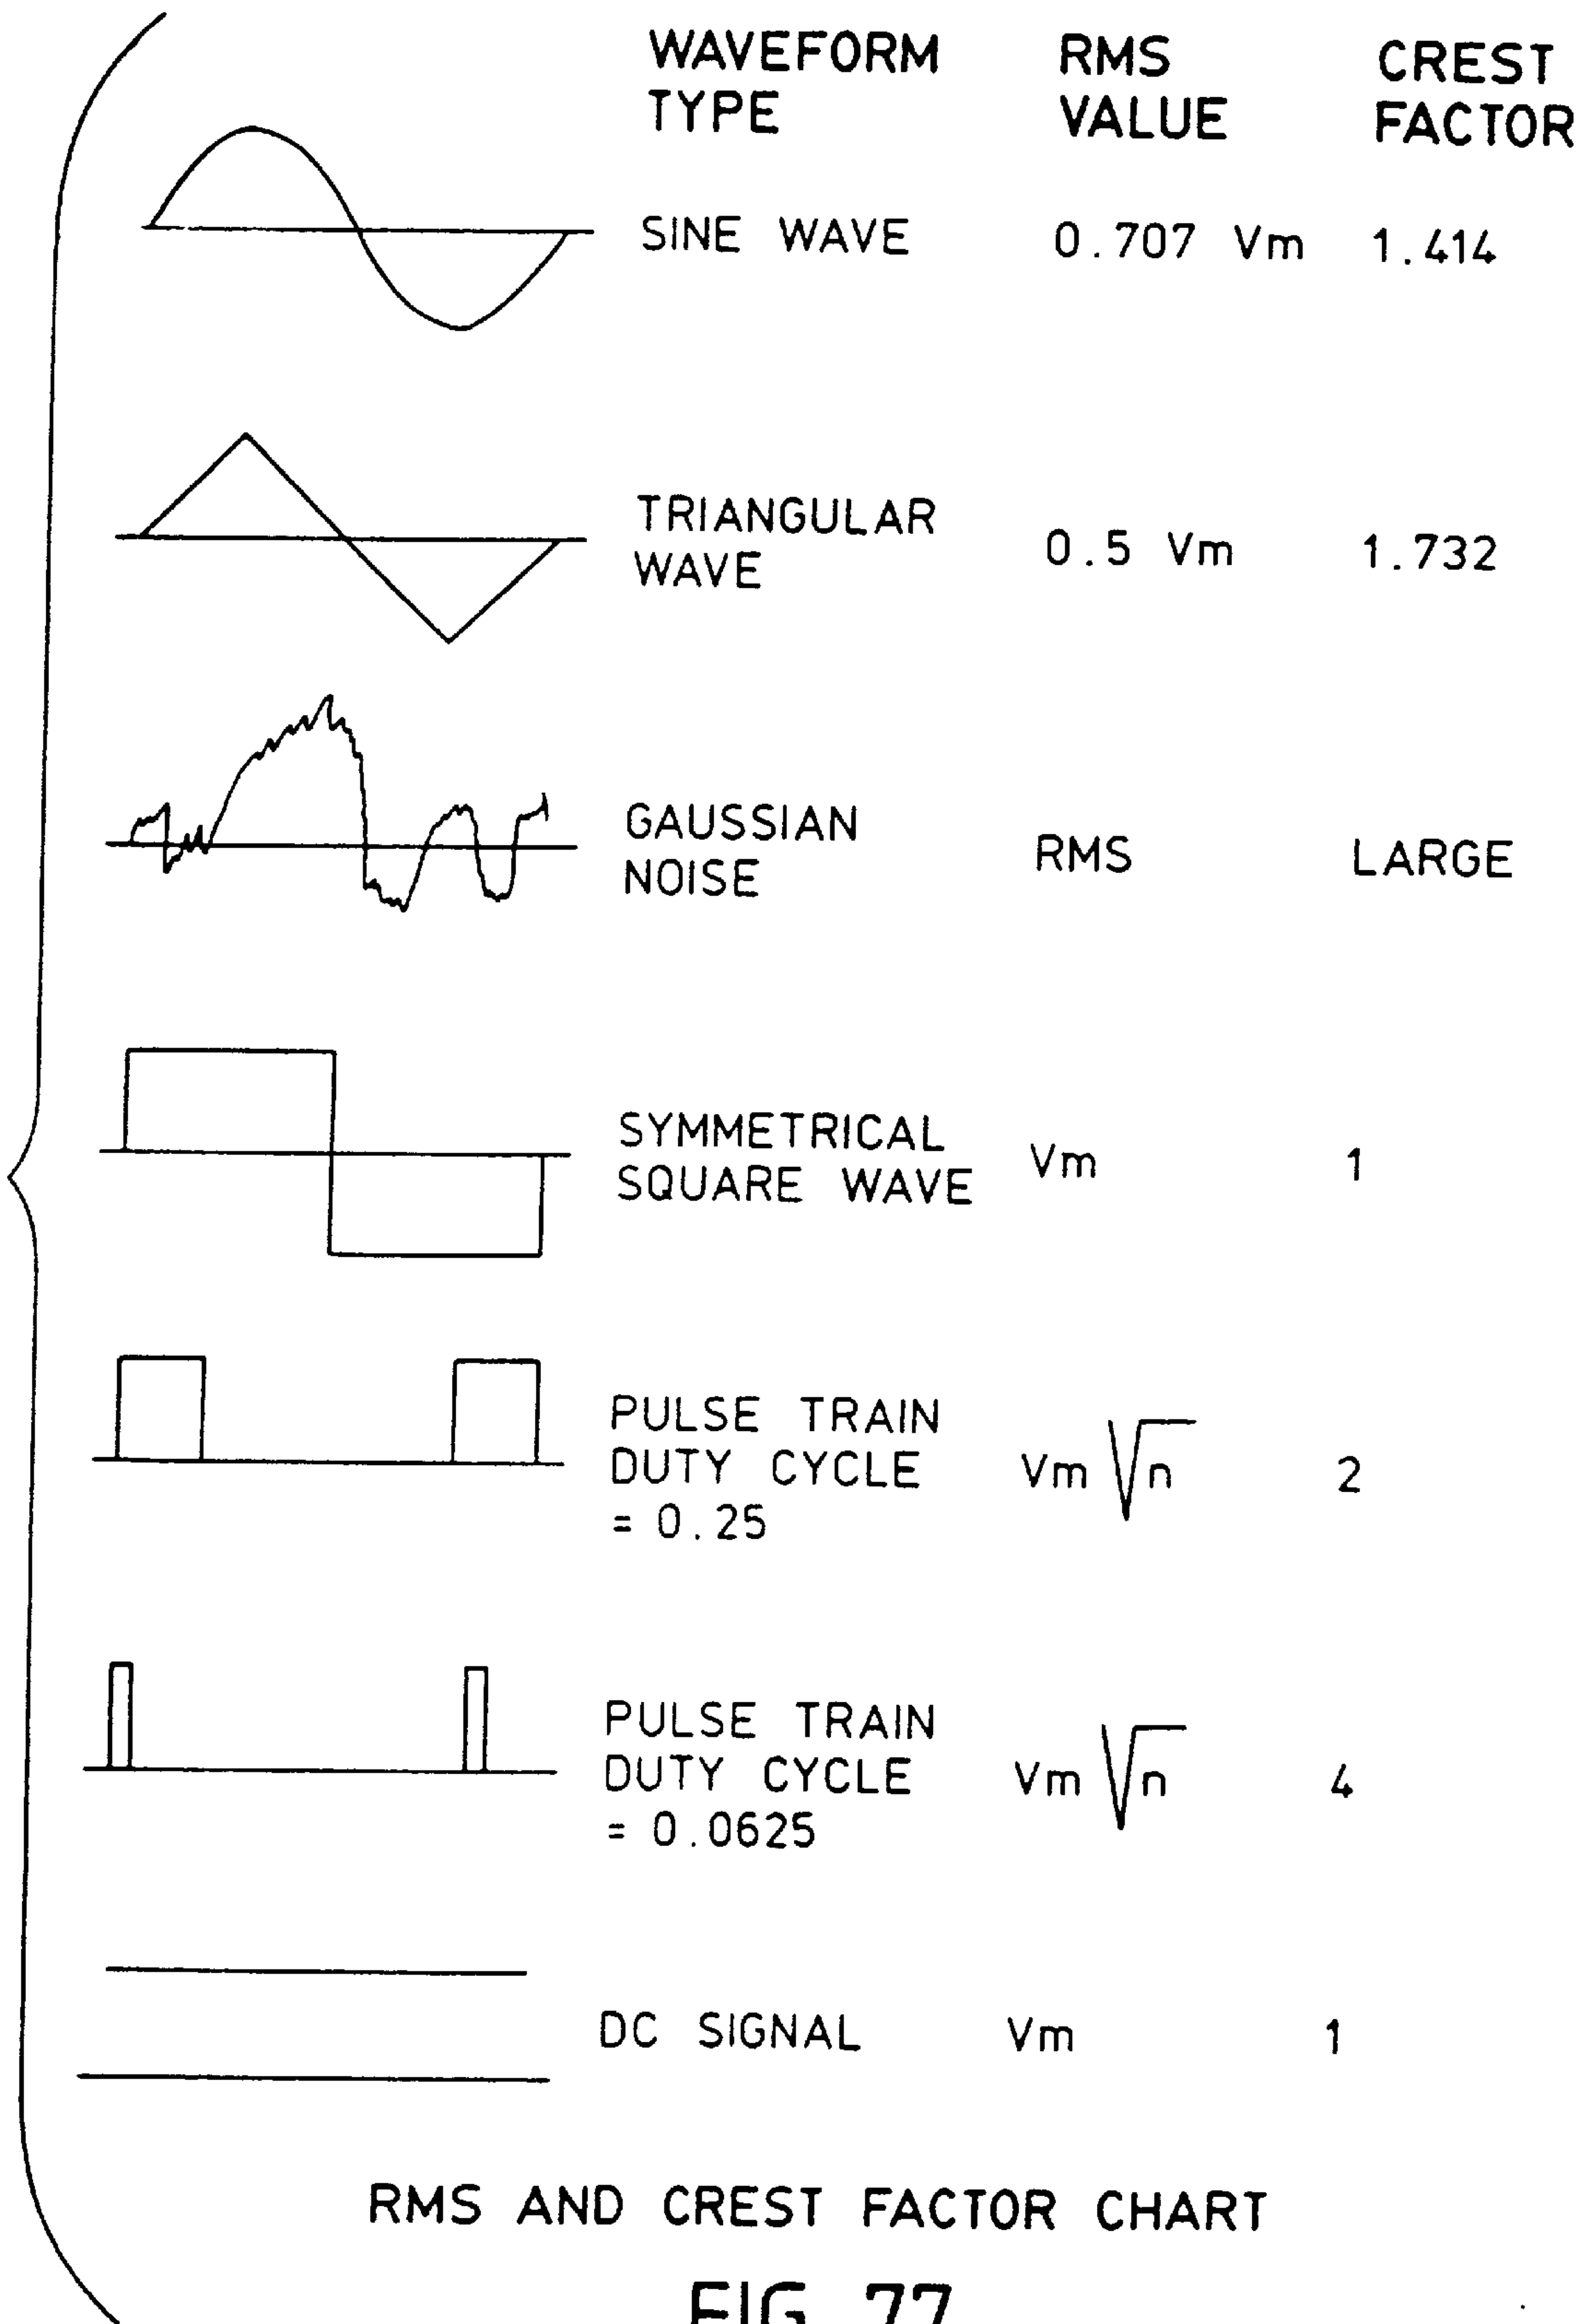 WAVEFORM TYPE RMS VALUE CREST FACTOR
SINE WAVE 0.707 Vm 1.414
TRIANGULAR
WAVE 0.5 Vm 1.732
GAUSSIAN
NOISE RMS LARGE
SYMMETRICAL
SQUARE WAVE Vm 1
PULSE TRAIN
DUTY CYCLE Vm √n 2
= 0.25
PULSE TRAIN
DUTY CYCLE Vm √n 4
= 0.0625
DC SIGNAL Vm 1
RMS AND CREST FACTOR CHART
FIG. 77